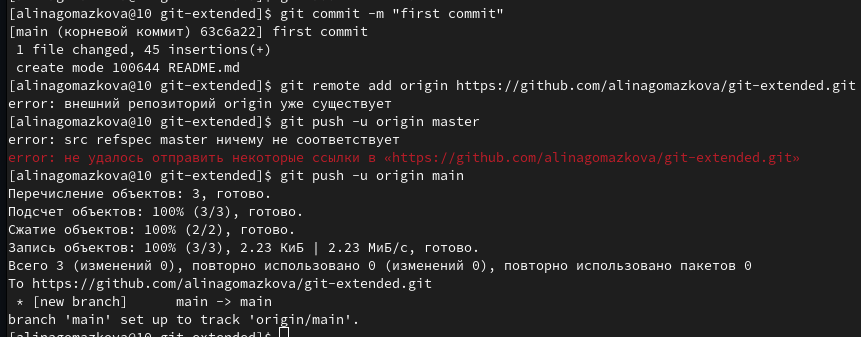 [alinagomazkova@10 git-extended]$ git commit -m "first commit"
[main (корневой коммит) 63c6a22] first commit
 1 file changed, 45 insertions(+)
 create mode 100644 README.md
[alinagomazkova@10 git-extended]$ git remote add origin https://github.com/alinagomazkova/git-extended.git
error: внешний репозиторий origin уже существует
[alinagomazkova@10 git-extended]$ git push -u origin master
error: src refspec master ничему не соответствует
error: не удалось отправить некоторые ссылки в «https://github.com/alinagomazkova/git-extended.git»
[alinagomazkova@10 git-extended]$ git push -u origin main
Перечисление объектов: 3, готово.
Подсчет объектов: 100% (3/3), готово.
Сжатие объектов: 100% (2/2), готово.
Запись объектов: 100% (3/3), 2.23 КиБ | 2.23 МиБ/с, готово.
Всего 3 (изменений 0), повторно использовано 0 (изменений 0), повторно использовано пакетов 0
To https://github.com/alinagomazkova/git-extended.git
 * [new branch]      main -> main
branch 'main' set up to track 'origin/main'.
[alinagomazkova@10 git-extended]$